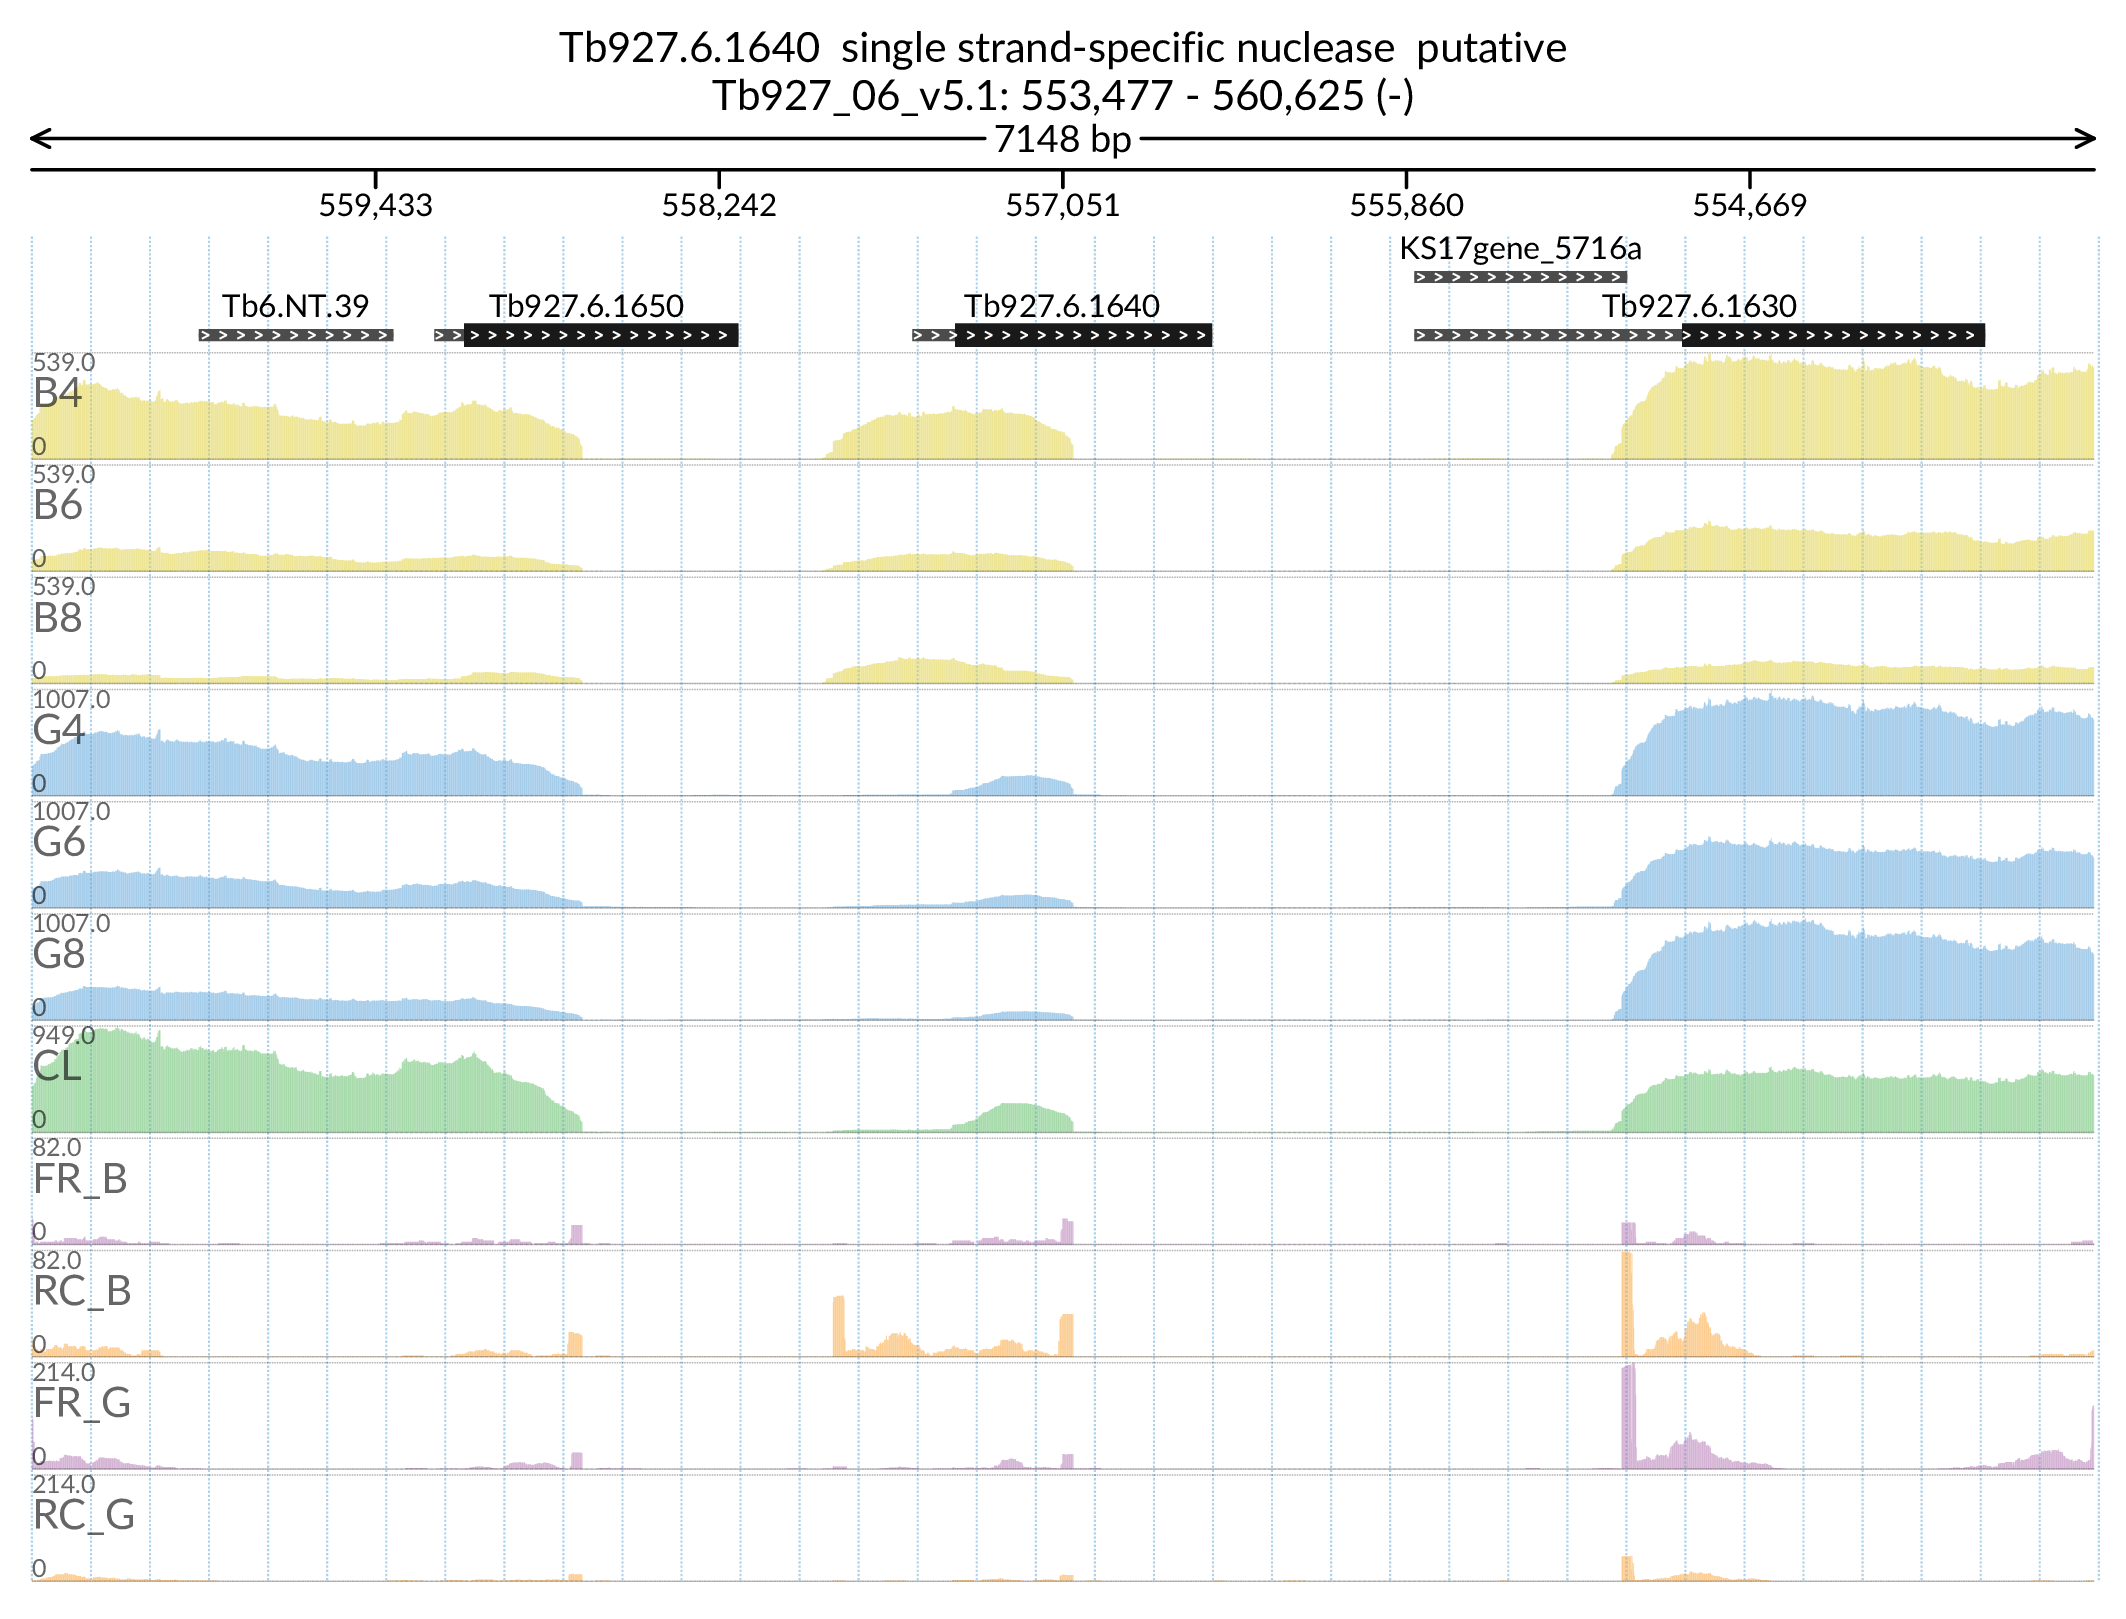 Tb927.6.1640  single strand-specific nuclease  putative
Tb927_06_v5.1: 553,477 - 560,625 (-)
7148 bp
559,433 558,242 557,051 555,860 554,669
KS17gene_5716a
Tb6.NT.39 Tb927.6.1650 Tb927.6.1640 Tb927.6.1630
539.0
B4
0
539.0
B6
0
539.0
B8
0
1007.0
G4
0
1007.0
G6
0
1007.0
G8
0
949.0
CL
0
82.0
FR_B
0
82.0
RC_B
0
214.0
FR_G
0
214.0
RC_G
0